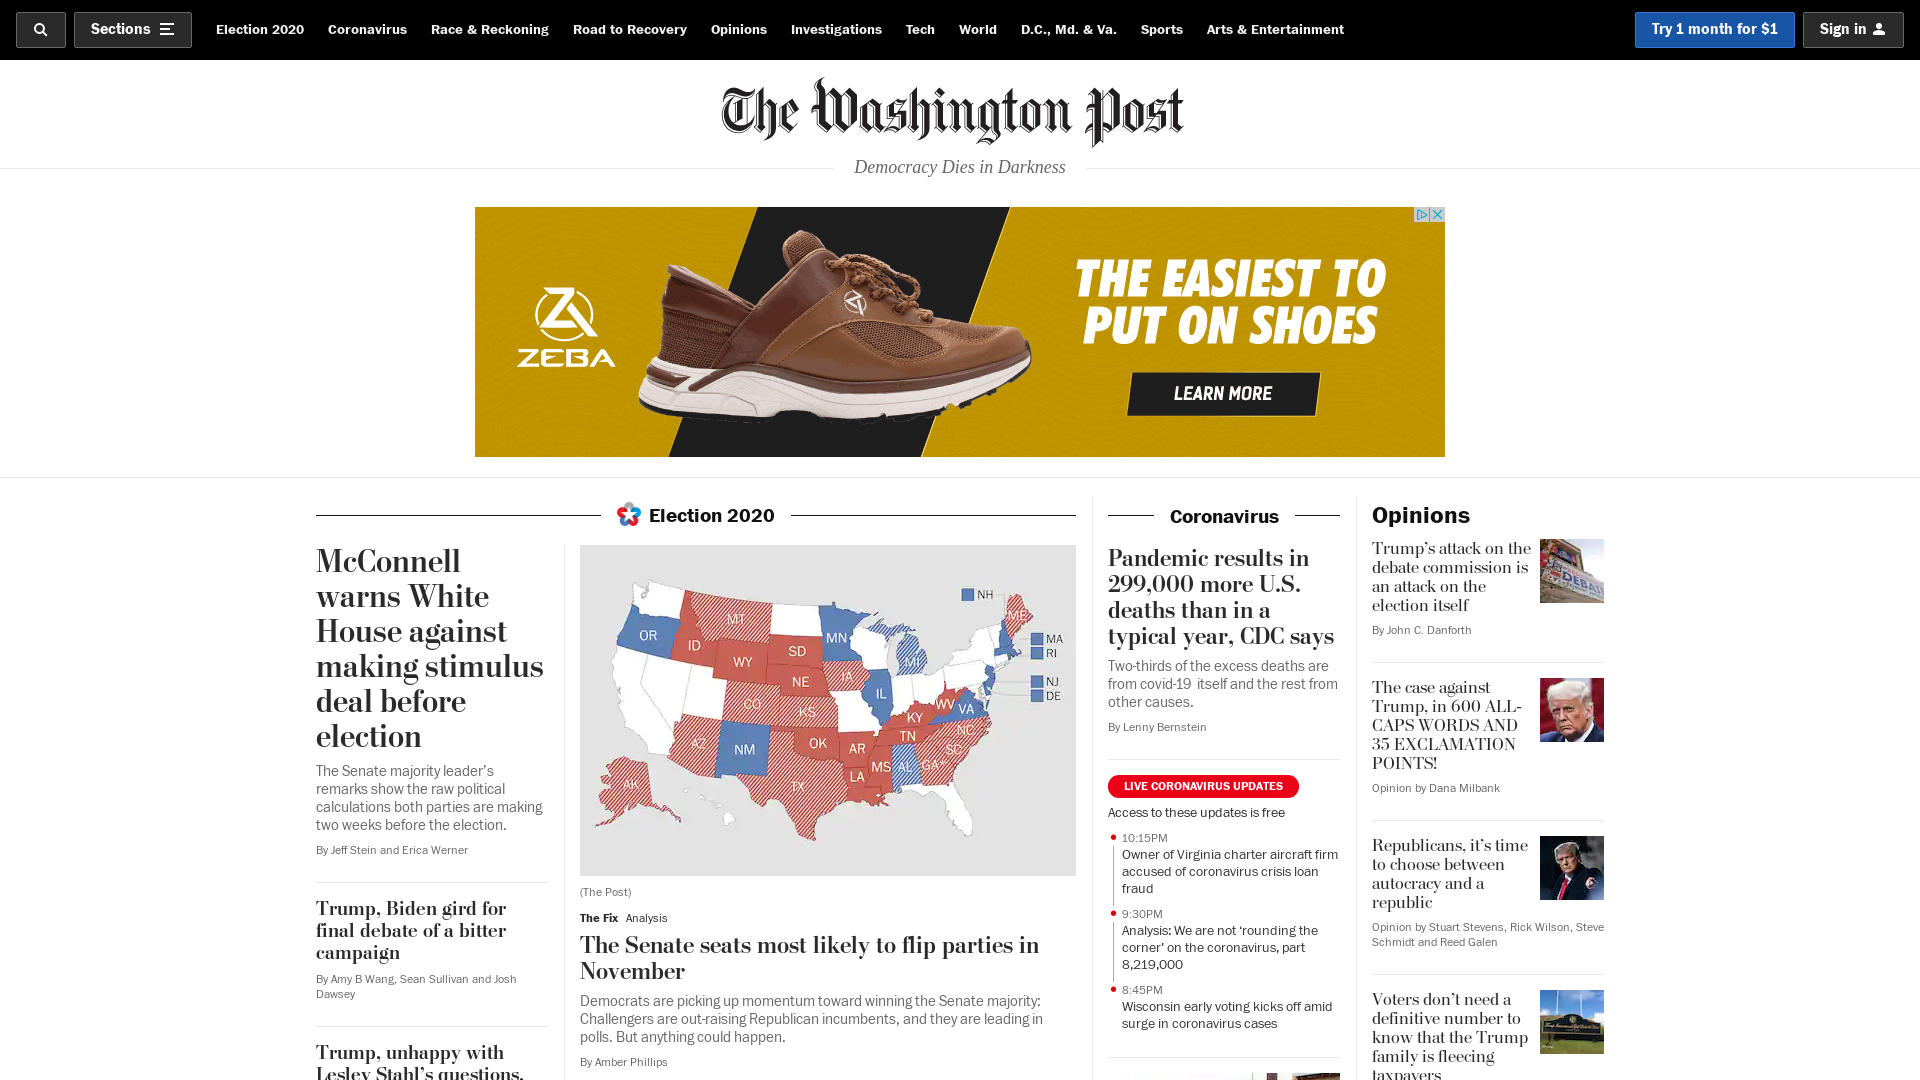 Sections
Election 2020
Coronavirus
Race & Reckoning
Road to Recovery
Opinions
Investigations
Tech
World
D.C., Md. & Va.
Sports
Arts & Entertainment
Try 1 month for $1
Sign in
The Washington Post
Democracy Dies in Darkness
ZEBA
THE EASIEST TO
PUT ON SHOES
LEARN MORE
Election 2020
McConnell
warns White
House against
making stimulus
deal before
election
The Senate majority leader’s
remarks show the raw political
calculations both parties are making
two weeks before the election.
By Jeff Stein and Erica Werner
Trump, Biden gird for
final debate of a bitter
campaign
By Amy B Wang, Sean Sullivan and Josh
Dawsey
Trump, unhappy with
Lesley Stahl’s questions,
NH
ME
MT
OR
MN
MA
ID
RI
SD
WY
MI
IA
NE
NJ
IL
DE
CO
WV
VA
KS
KY
NC
TN
AZ
OK
NM
AR
SC
MS
AL
GA+
LA
AK
TX
(The Post)
The Fix Analysis
The Senate seats most likely to flip parties in
November
Democrats are picking up momentum toward winning the Senate majority:
Challengers are out-raising Republican incumbents, and they are leading in
polls. But anything could happen.
By Amber Phillips
Coronavirus
Pandemic results in
299,000 more U.S.
deaths than in a
typical year, CDC says
Two-thirds of the excess deaths are
from covid-19 itself and the rest from
other causes.
By Lenny Bernstein
LIVE CORONAVIRUS UPDATES
Access to these updates is free
10:15PM
Owner of Virginia charter aircraft firm
accused of coronavirus crisis loan
fraud
9:30PM
Analysis: We are not ‘rounding the
corner’ on the coronavirus, part
8,219,000
8:45PM
Wisconsin early voting kicks off amid
surge in coronavirus cases
Opinions
Trump’s attack on the
debate commission is
an attack on the
election itself
By John C. Danforth
DEBATE
The case against
Trump, in 600 ALL-
CAPS WORDS AND
35 EXCLAMATION
POINTS!
Opinion by Dana Milbank
Republicans, it’s time
to choose between
autocracy and a
republic
Opinion by Stuart Stevens, Rick Wilson, Steve
Schmidt and Reed Galen
Voters don’t need a
definitive number to
know that the Trump
family is fleecing
taxpayers